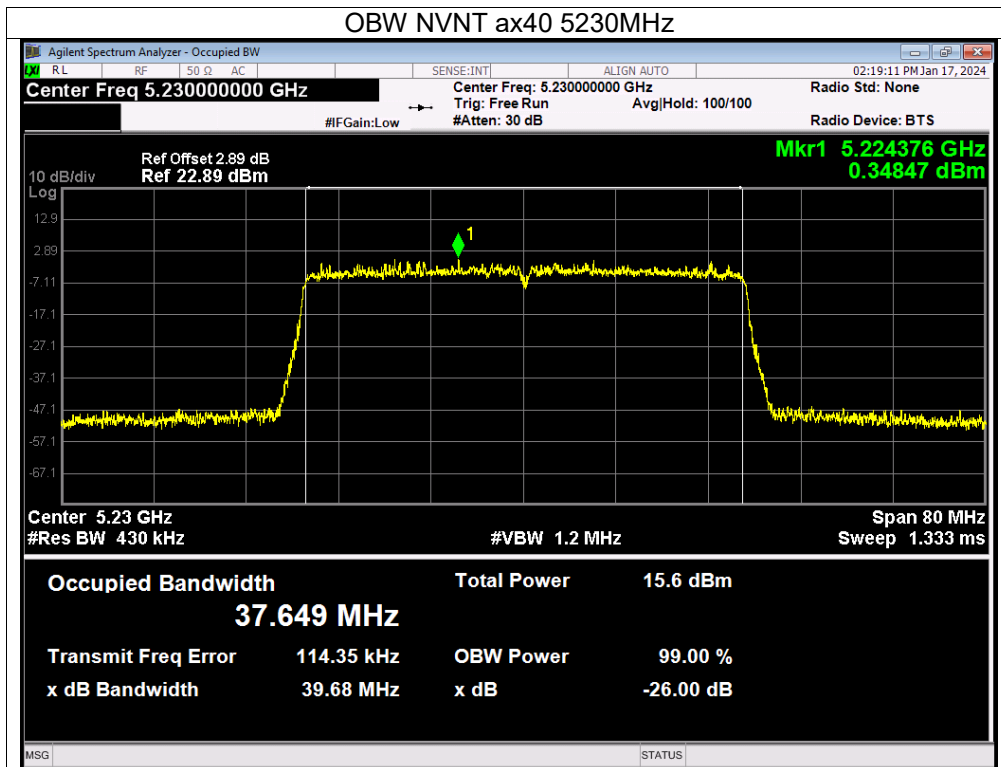 OBW NVNT ax40 5230MHz
Agilent Spectrum Analyzer - Occupied BW
LXI RL RF 50 Ω AC SENSE:INT ALIGN AUTO 02:19:11 PM Jan 17, 2024
Center Freq 5.230000000 GHz Center Freq: 5.230000000 GHz Radio Std: None
Trig: Free Run Avg|Hold: 100/100
#IFGain:Low #Atten: 30 dB Radio Device: BTS
Ref Offset 2.89 dB Mkr1 5.224376 GHz
10 dB/div Ref 22.89 dBm 0.34847 dBm
Log
12.9
1
2.89
-7.11
-17.1
-27.1
-37.1
-47.1
-57.1
-67.1
Center 5.23 GHz Span 80 MHz
#Res BW 430 kHz #VBW 1.2 MHz Sweep 1.333 ms
Occupied Bandwidth Total Power 15.6 dBm
37.649 MHz
Transmit Freq Error 114.35 kHz OBW Power 99.00 %
x dB Bandwidth 39.68 MHz x dB -26.00 dB
MSG STATUS